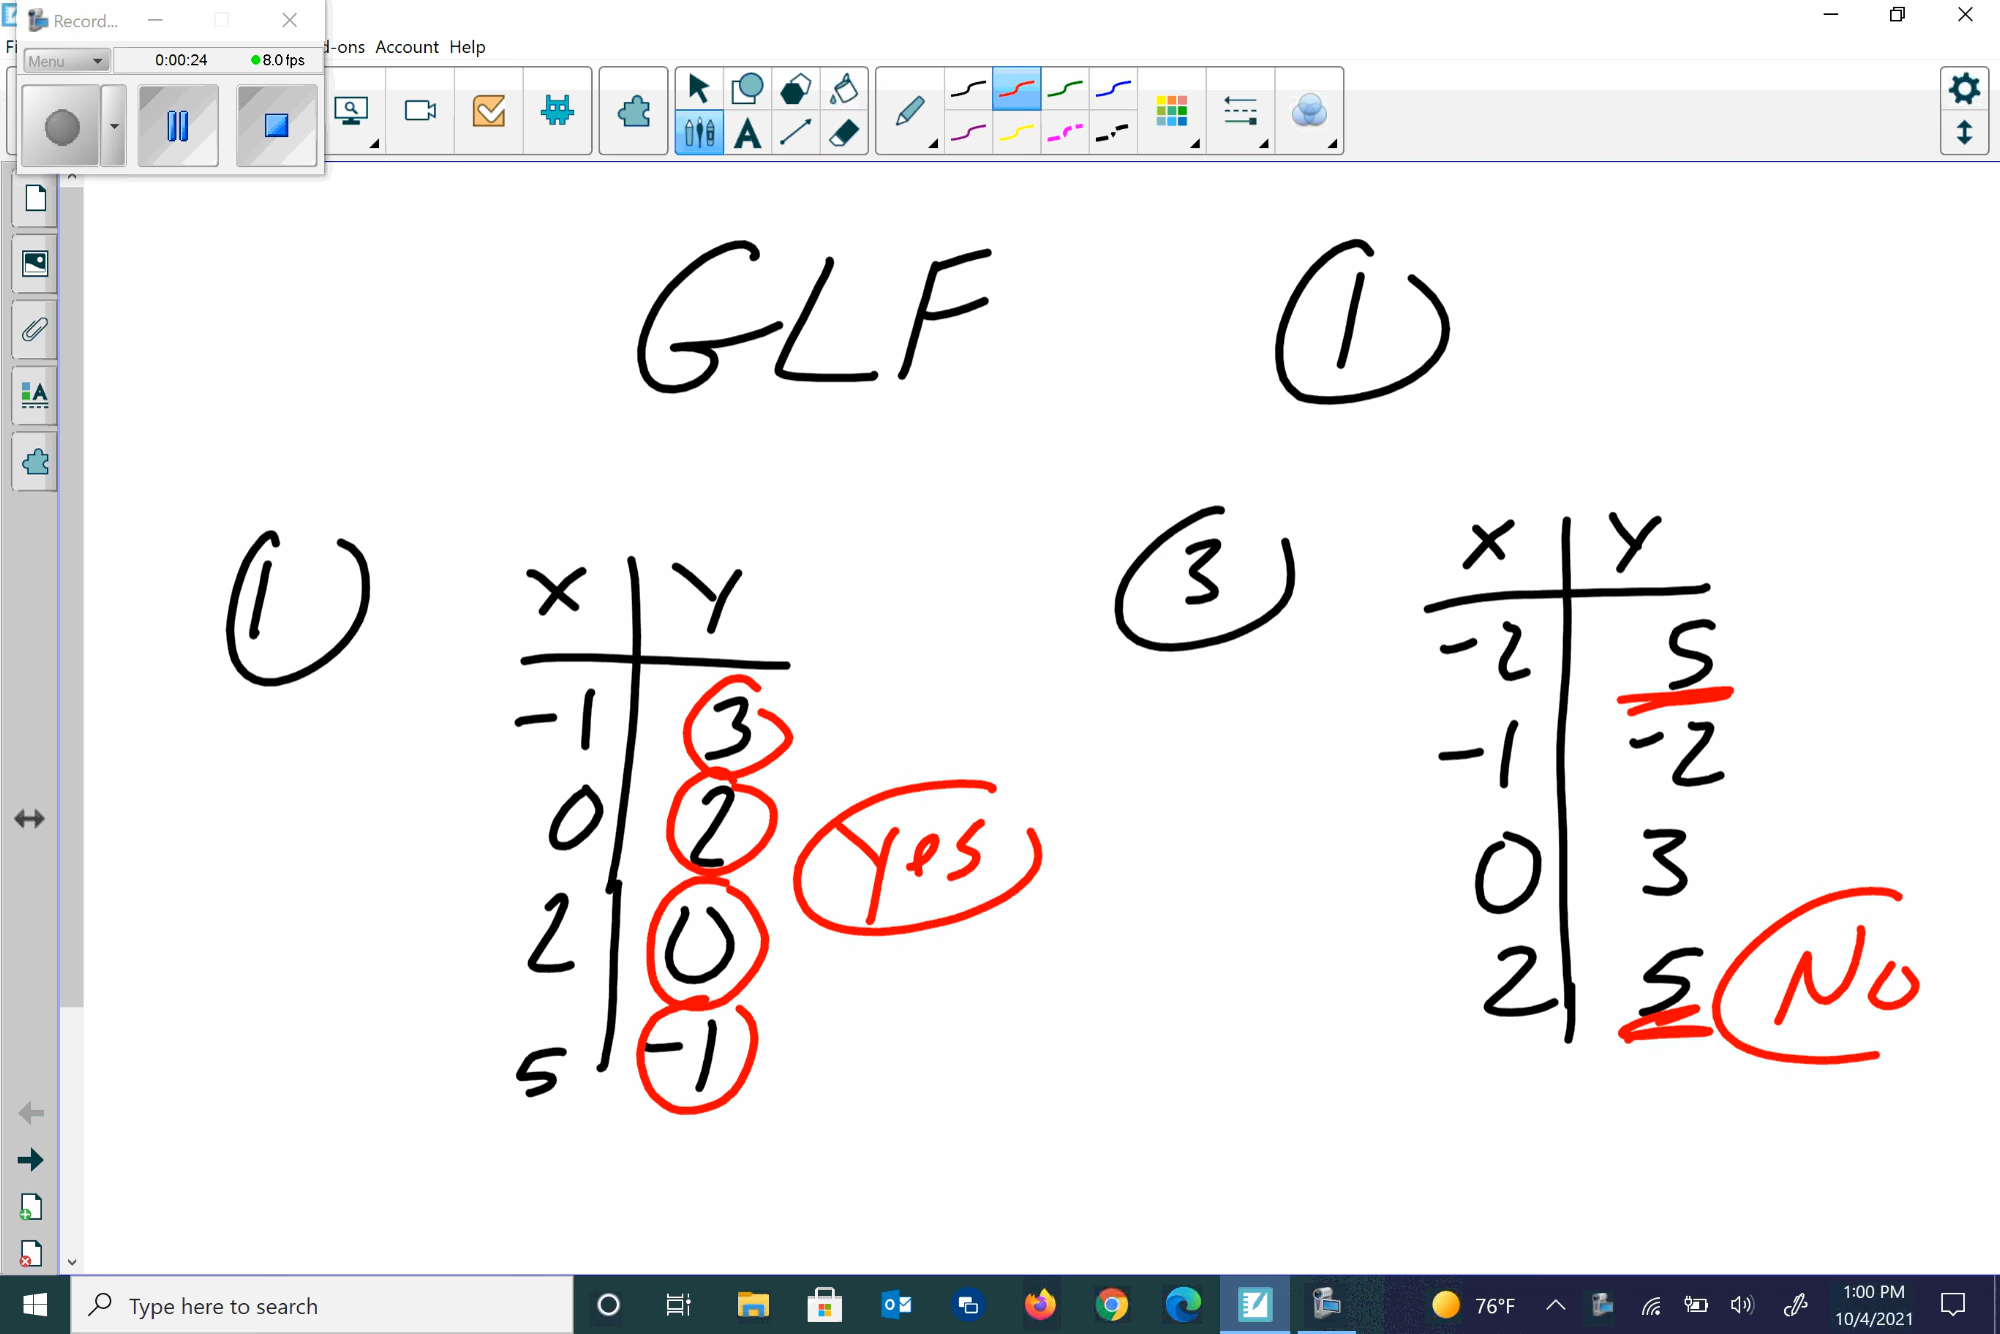 Record...
Menu 0:00:24 8.0 fps
d-ons Account Help
GLF 1
1
X Y
-1 3
0 2
2 0
5 -1
Yes
3
X Y
-2 5
-1 -2
0 3
2 5
No
Type here to search
76°F
1:00 PM
10/4/2021